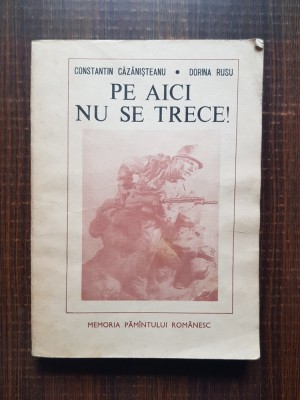 CONSTANTIN CĂZĂNIȘTEANU • DORINA RUSU
PE AICI
NU SE TRECE!
MEMORIA PĂMÎNTULUI ROMÂNESC